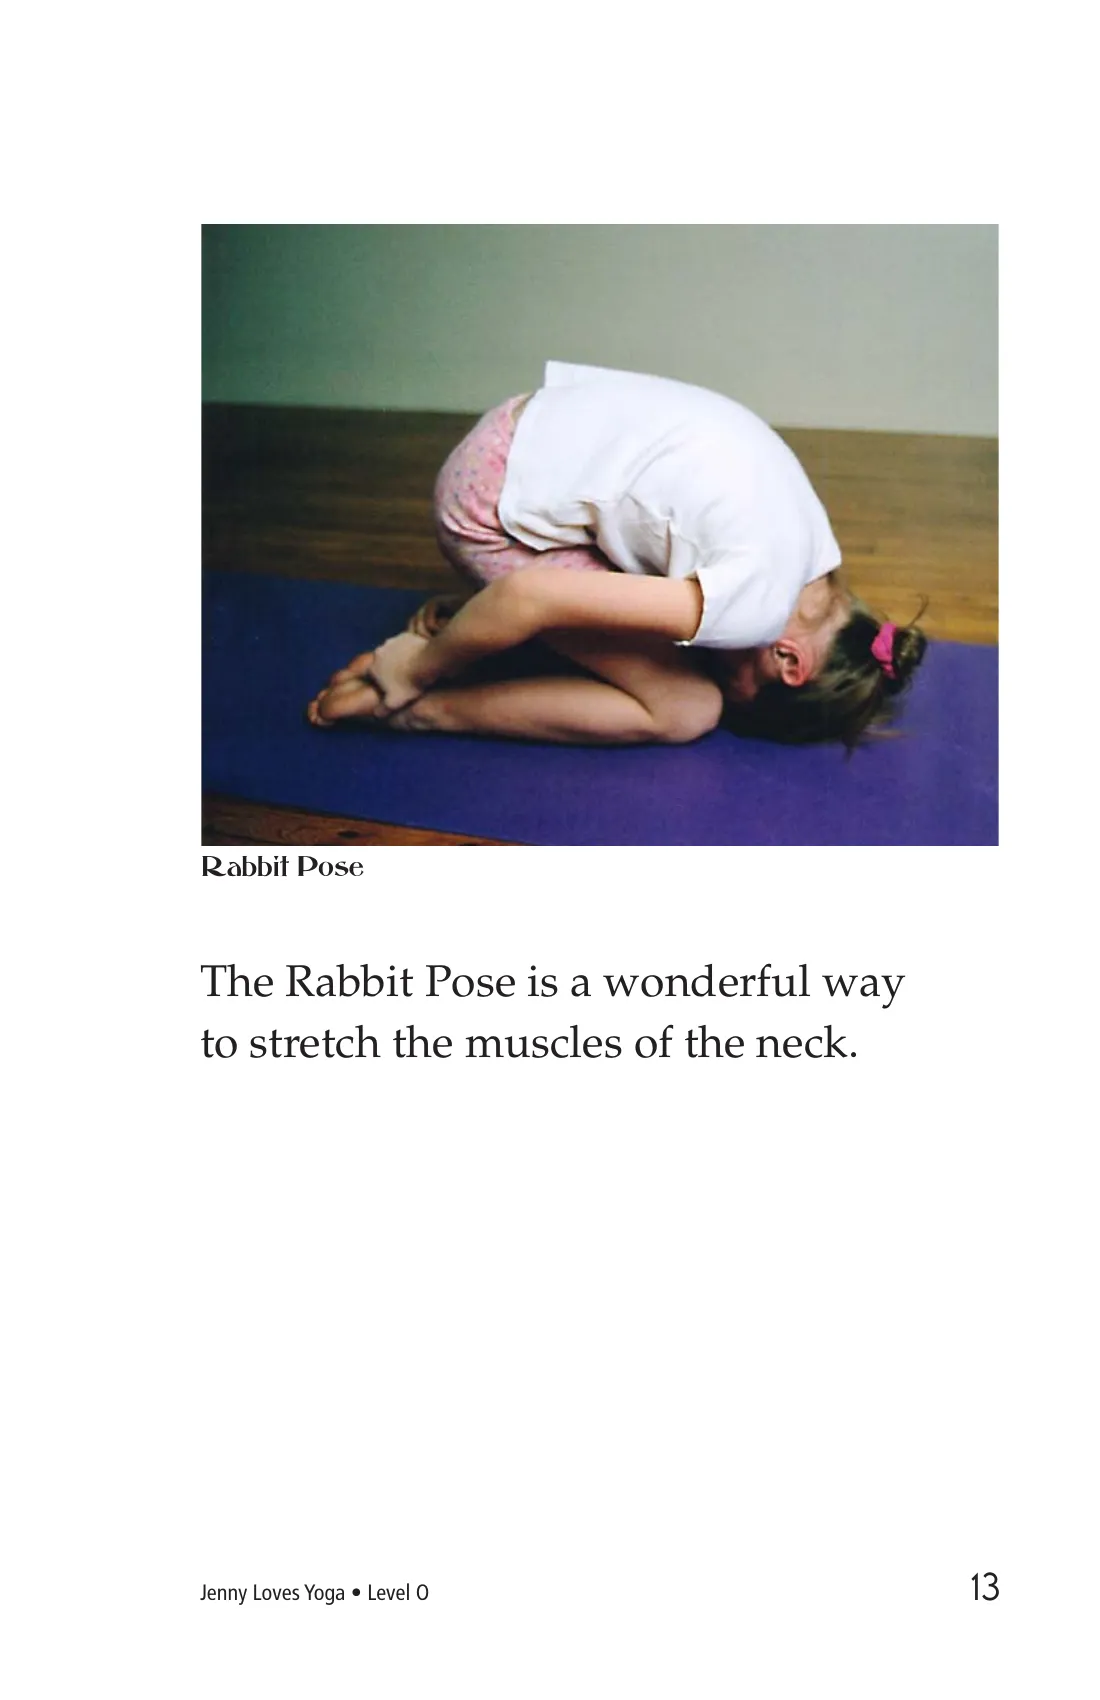 Rabbit Pose
The Rabbit Pose is a wonderful way
to stretch the muscles of the neck.
Jenny Loves Yoga • Level O
13